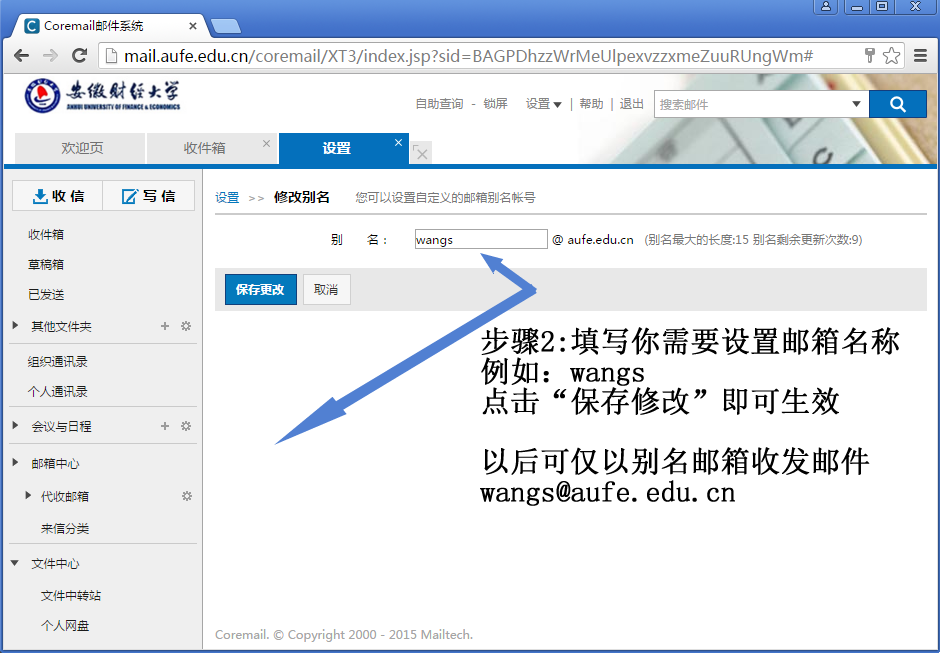 Coremail邮件系统
mail.aufe.edu.cn/coremail/XT3/index.jsp?sid=BAGPDhzzWrMeUlpexvzzxmeZuuRUngWm#
安徽财经大学
ANHUI UNIVERSITY OF FINANCE & ECONOMICS
自助查询 - 锁屏 设置 | 帮助 | 退出 搜索邮件
欢迎页 收件箱 设置
收信 写信
设置 >> 修改别名 您可以设置自定义的邮箱别名帐号
别 名： wangs @ aufe.edu.cn (别名最大的长度:15 别名剩余更新次数:9)
保存更改 取消
收件箱
草稿箱
已发送
其他文件夹
组织通讯录
个人通讯录
会议与日程
邮箱中心
代收邮箱
来信分类
文件中心
文件中转站
个人网盘
步骤2:填写你需要设置邮箱名称
例如：wangs
点击“保存修改”即可生效
以后可仅以别名邮箱收发邮件
wangs@aufe.edu.cn
Coremail. © Copyright 2000 - 2015 Mailtech.